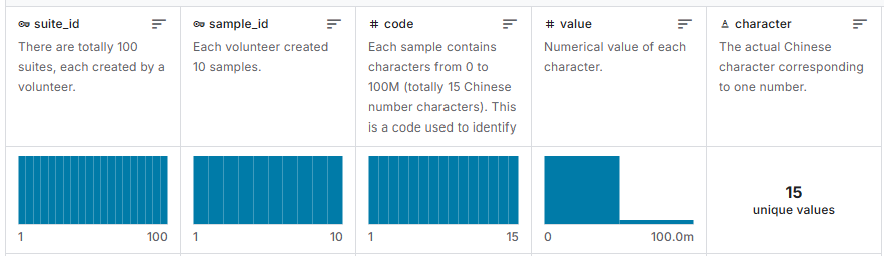 suite_id
There are totally 100
suites, each created by a
volunteer.
sample_id
Each volunteer created
10 samples.
code
Each sample contains
characters from 0 to
100M (totally 15 Chinese
number characters). This
is a code used to identify
value
Numerical value of each
character.
character
The actual Chinese
character corresponding
to one number.
1 100
1 10
1 15
0 100.0m
15
unique values